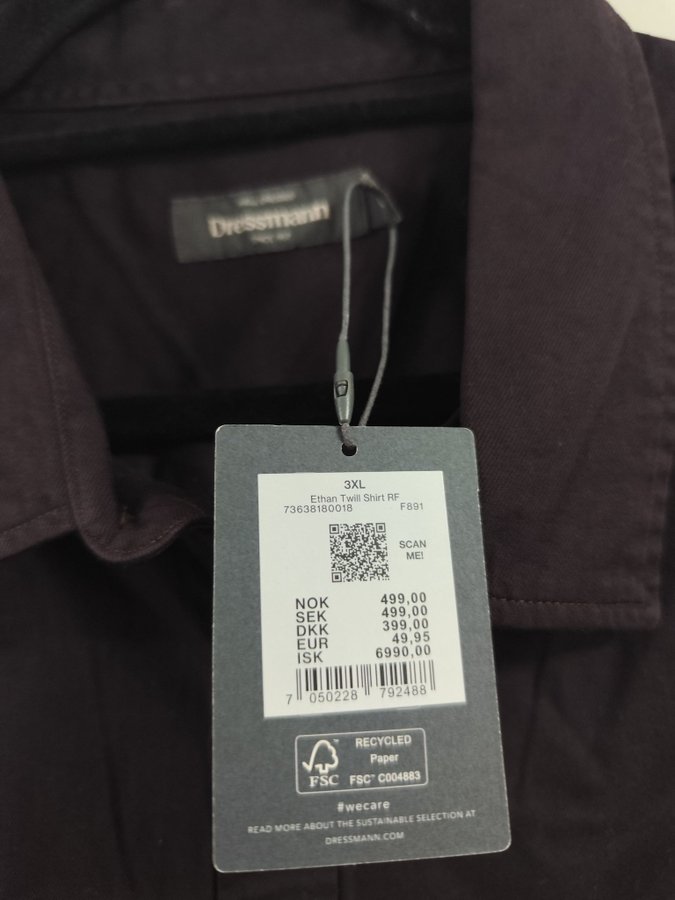 Dressmann
3XL
Ethan Twill Shirt RF
73638180018 F891
SCAN
ME!
NOK 499,00
SEK 499,00
DKK 399,00
EUR 49,95
ISK 6990,00
7 050228 792488
RECYCLED
Paper
FSC™ C004883
FSC
#wecare
READ MORE ABOUT THE SUSTAINABLE SELECTION AT
DRESSMANN.COM